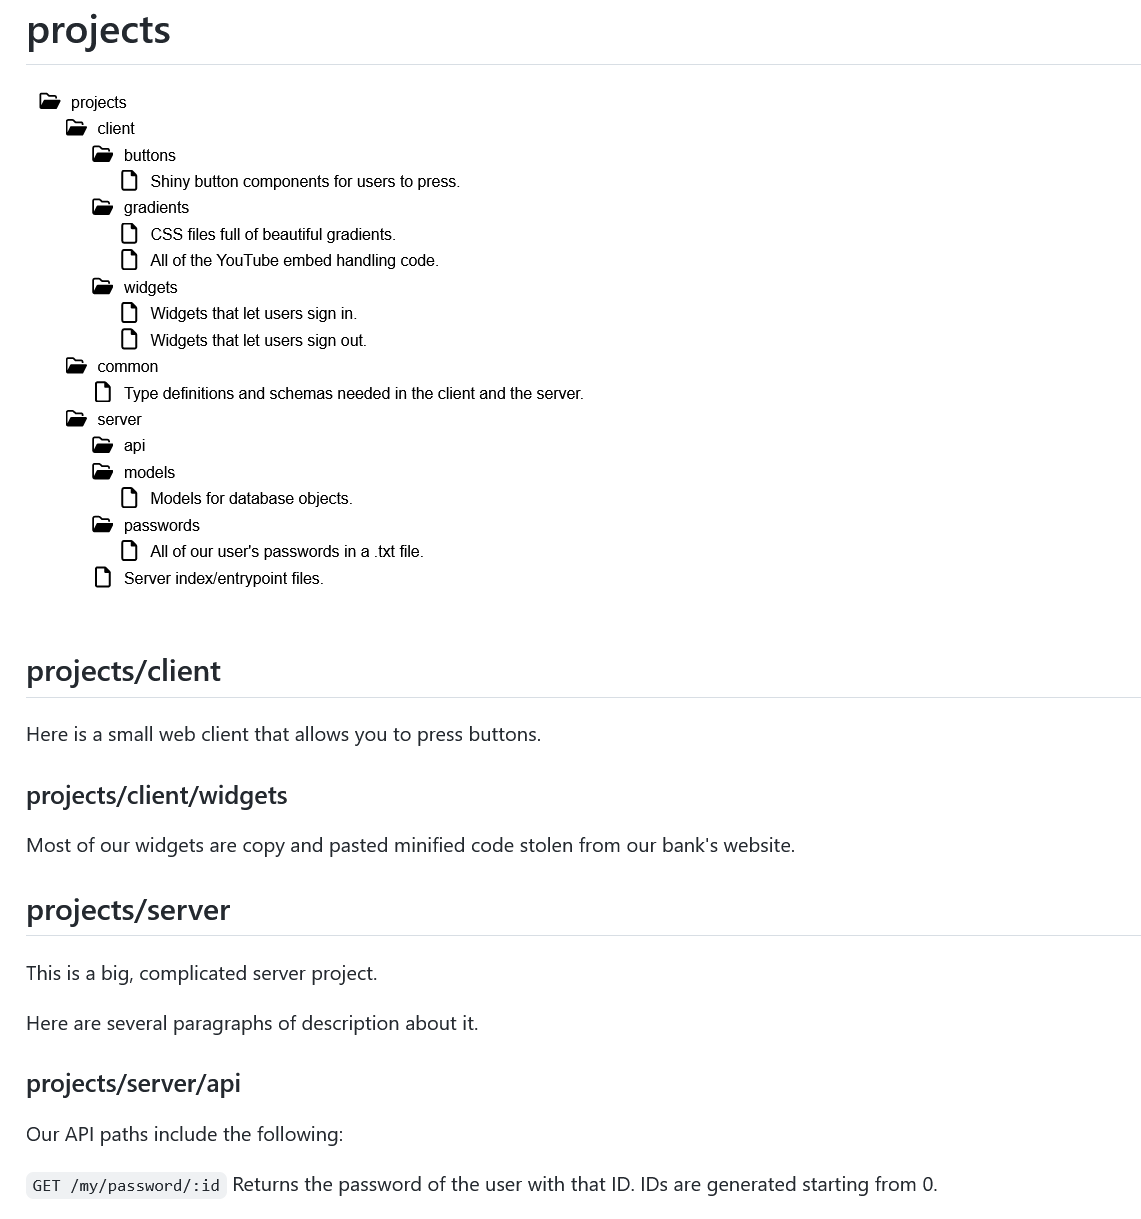 projects
projects
client
buttons
Shiny button components for users to press.
gradients
CSS files full of beautiful gradients.
All of the YouTube embed handling code.
widgets
Widgets that let users sign in.
Widgets that let users sign out.
common
Type definitions and schemas needed in the client and the server.
server
api
models
Models for database objects.
passwords
All of our user's passwords in a .txt file.
Server index/entrypoint files.
projects/client
Here is a small web client that allows you to press buttons.
projects/client/widgets
Most of our widgets are copy and pasted minified code stolen from our bank's website.
projects/server
This is a big, complicated server project.
Here are several paragraphs of description about it.
projects/server/api
Our API paths include the following:
GET /my/password/:id Returns the password of the user with that ID. IDs are generated starting from 0.